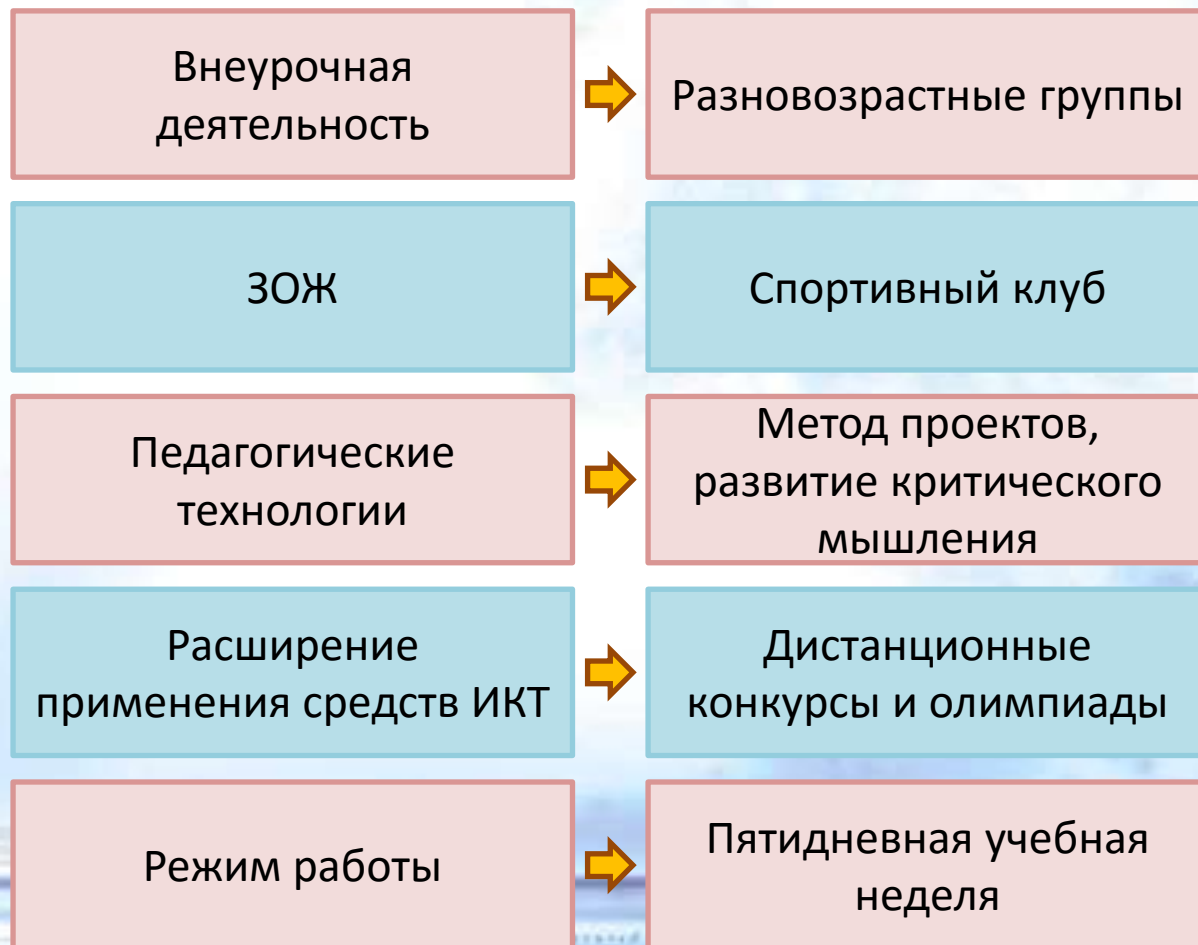 Внеурочная
деятельность
Разновозрастные группы
ЗОЖ
Спортивный клуб
Педагогические
технологии
Метод проектов,
развитие критического
мышления
Расширение
применения средств ИКТ
Дистанционные
конкурсы и олимпиады
Режим работы
Пятидневная учебная
неделя